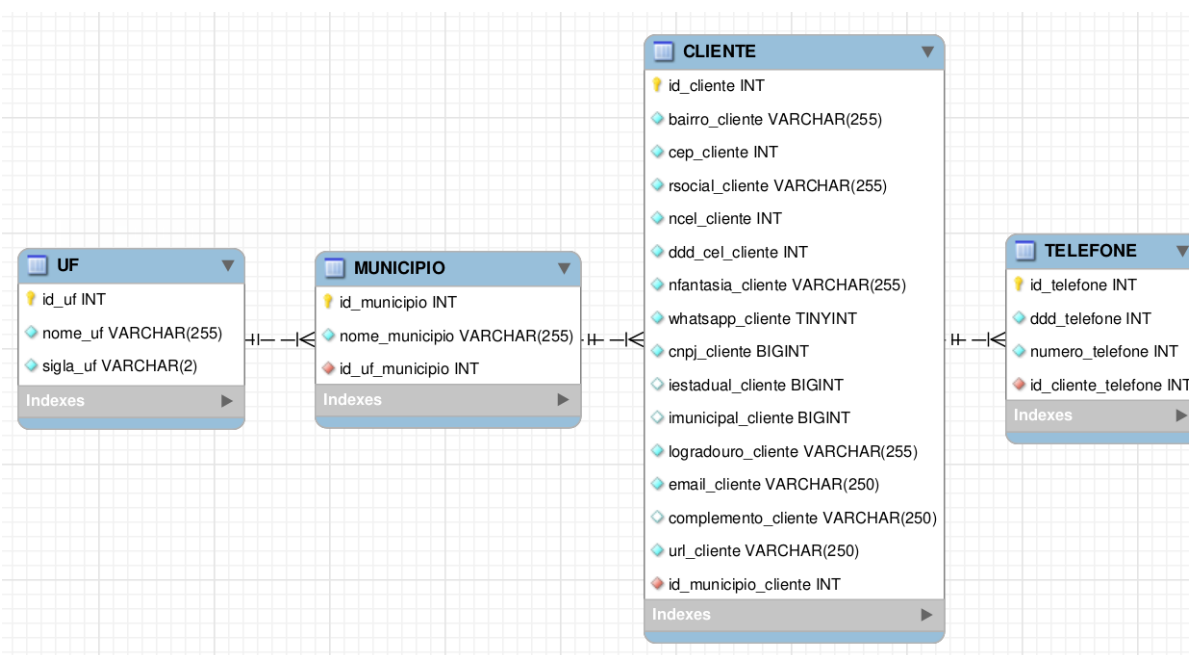 UF
id_uf INT
nome_uf VARCHAR(255)
sigla_uf VARCHAR(2)
Indexes
MUNICIPIO
id_municipio INT
nome_municipio VARCHAR(255)
id_uf_municipio INT
Indexes
CLIENTE
id_cliente INT
bairro_cliente VARCHAR(255)
cep_cliente INT
rsocial_cliente VARCHAR(255)
ncel_cliente INT
ddd_cel_cliente INT
nfantasia_cliente VARCHAR(255)
whatsapp_cliente TINYINT
cnpj_cliente BIGINT
iestadual_cliente BIGINT
imunicipal_cliente BIGINT
logradouro_cliente VARCHAR(255)
email_cliente VARCHAR(250)
complemento_cliente VARCHAR(250)
url_cliente VARCHAR(250)
id_municipio_cliente INT
Indexes
TELEFONE
id_telefone INT
ddd_telefone INT
numero_telefone INT
id_cliente_telefone INT
Indexes